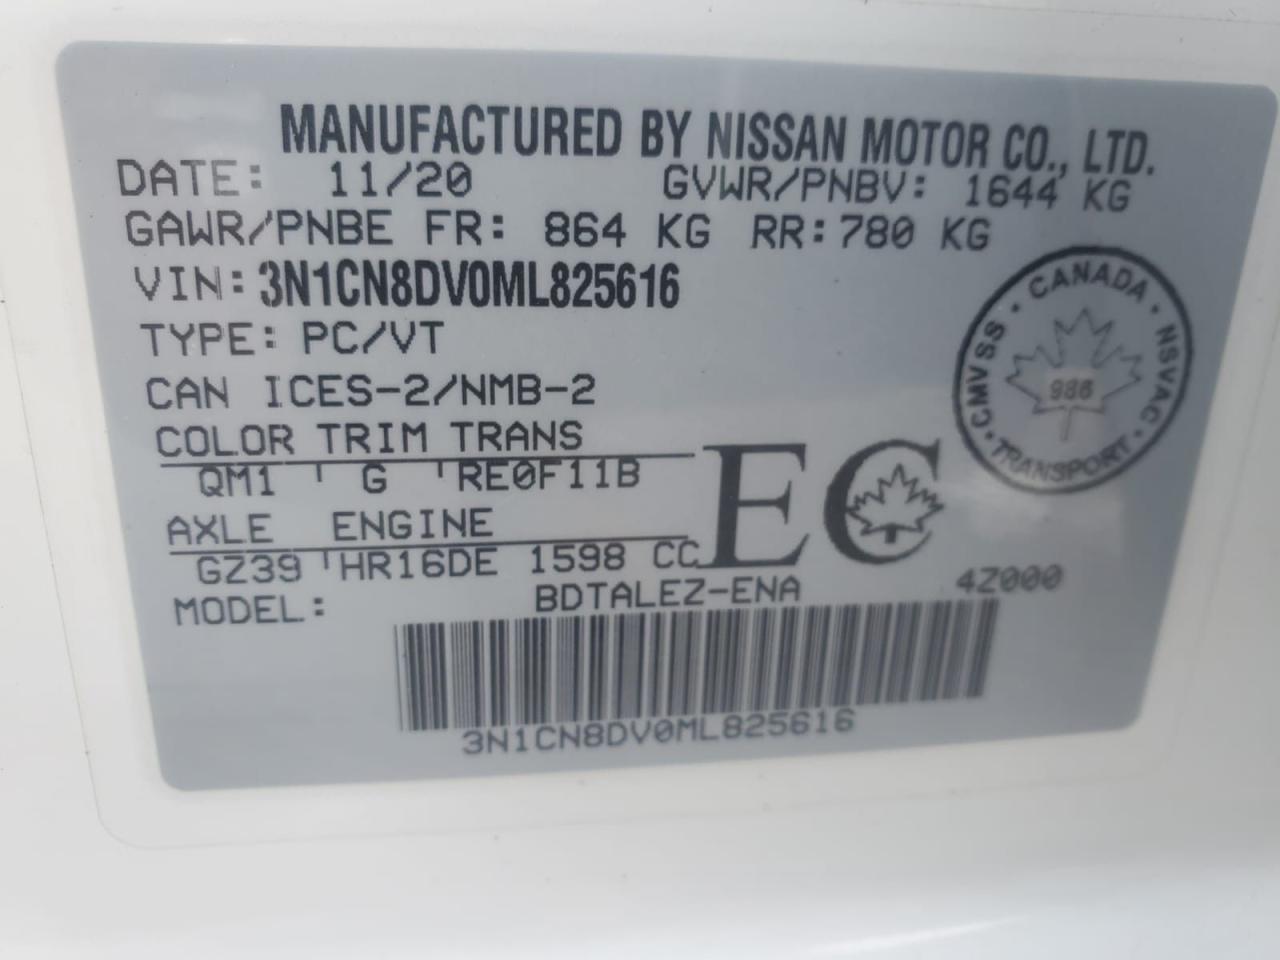 MANUFACTURED BY NISSAN MOTOR CO., LTD.
DATE: 11/20 GVWR/PNBV: 1644 KG
GAWR/PNBE FR: 864 KG RR: 780 KG
VIN: 3N1CN8DV0ML825616
TYPE: PC/VT
CAN ICES-2/NMB-2
COLOR TRIM TRANS
QM1 G RE0F11B
AXLE ENGINE
GZ39 HR16DE 1598 CC
MODEL: BDTALEZ-ENA 4Z000
3N1CN8DV0ML825616
EC
CANADA · NSVAC · TRANSPORT · CMVSS ·
986